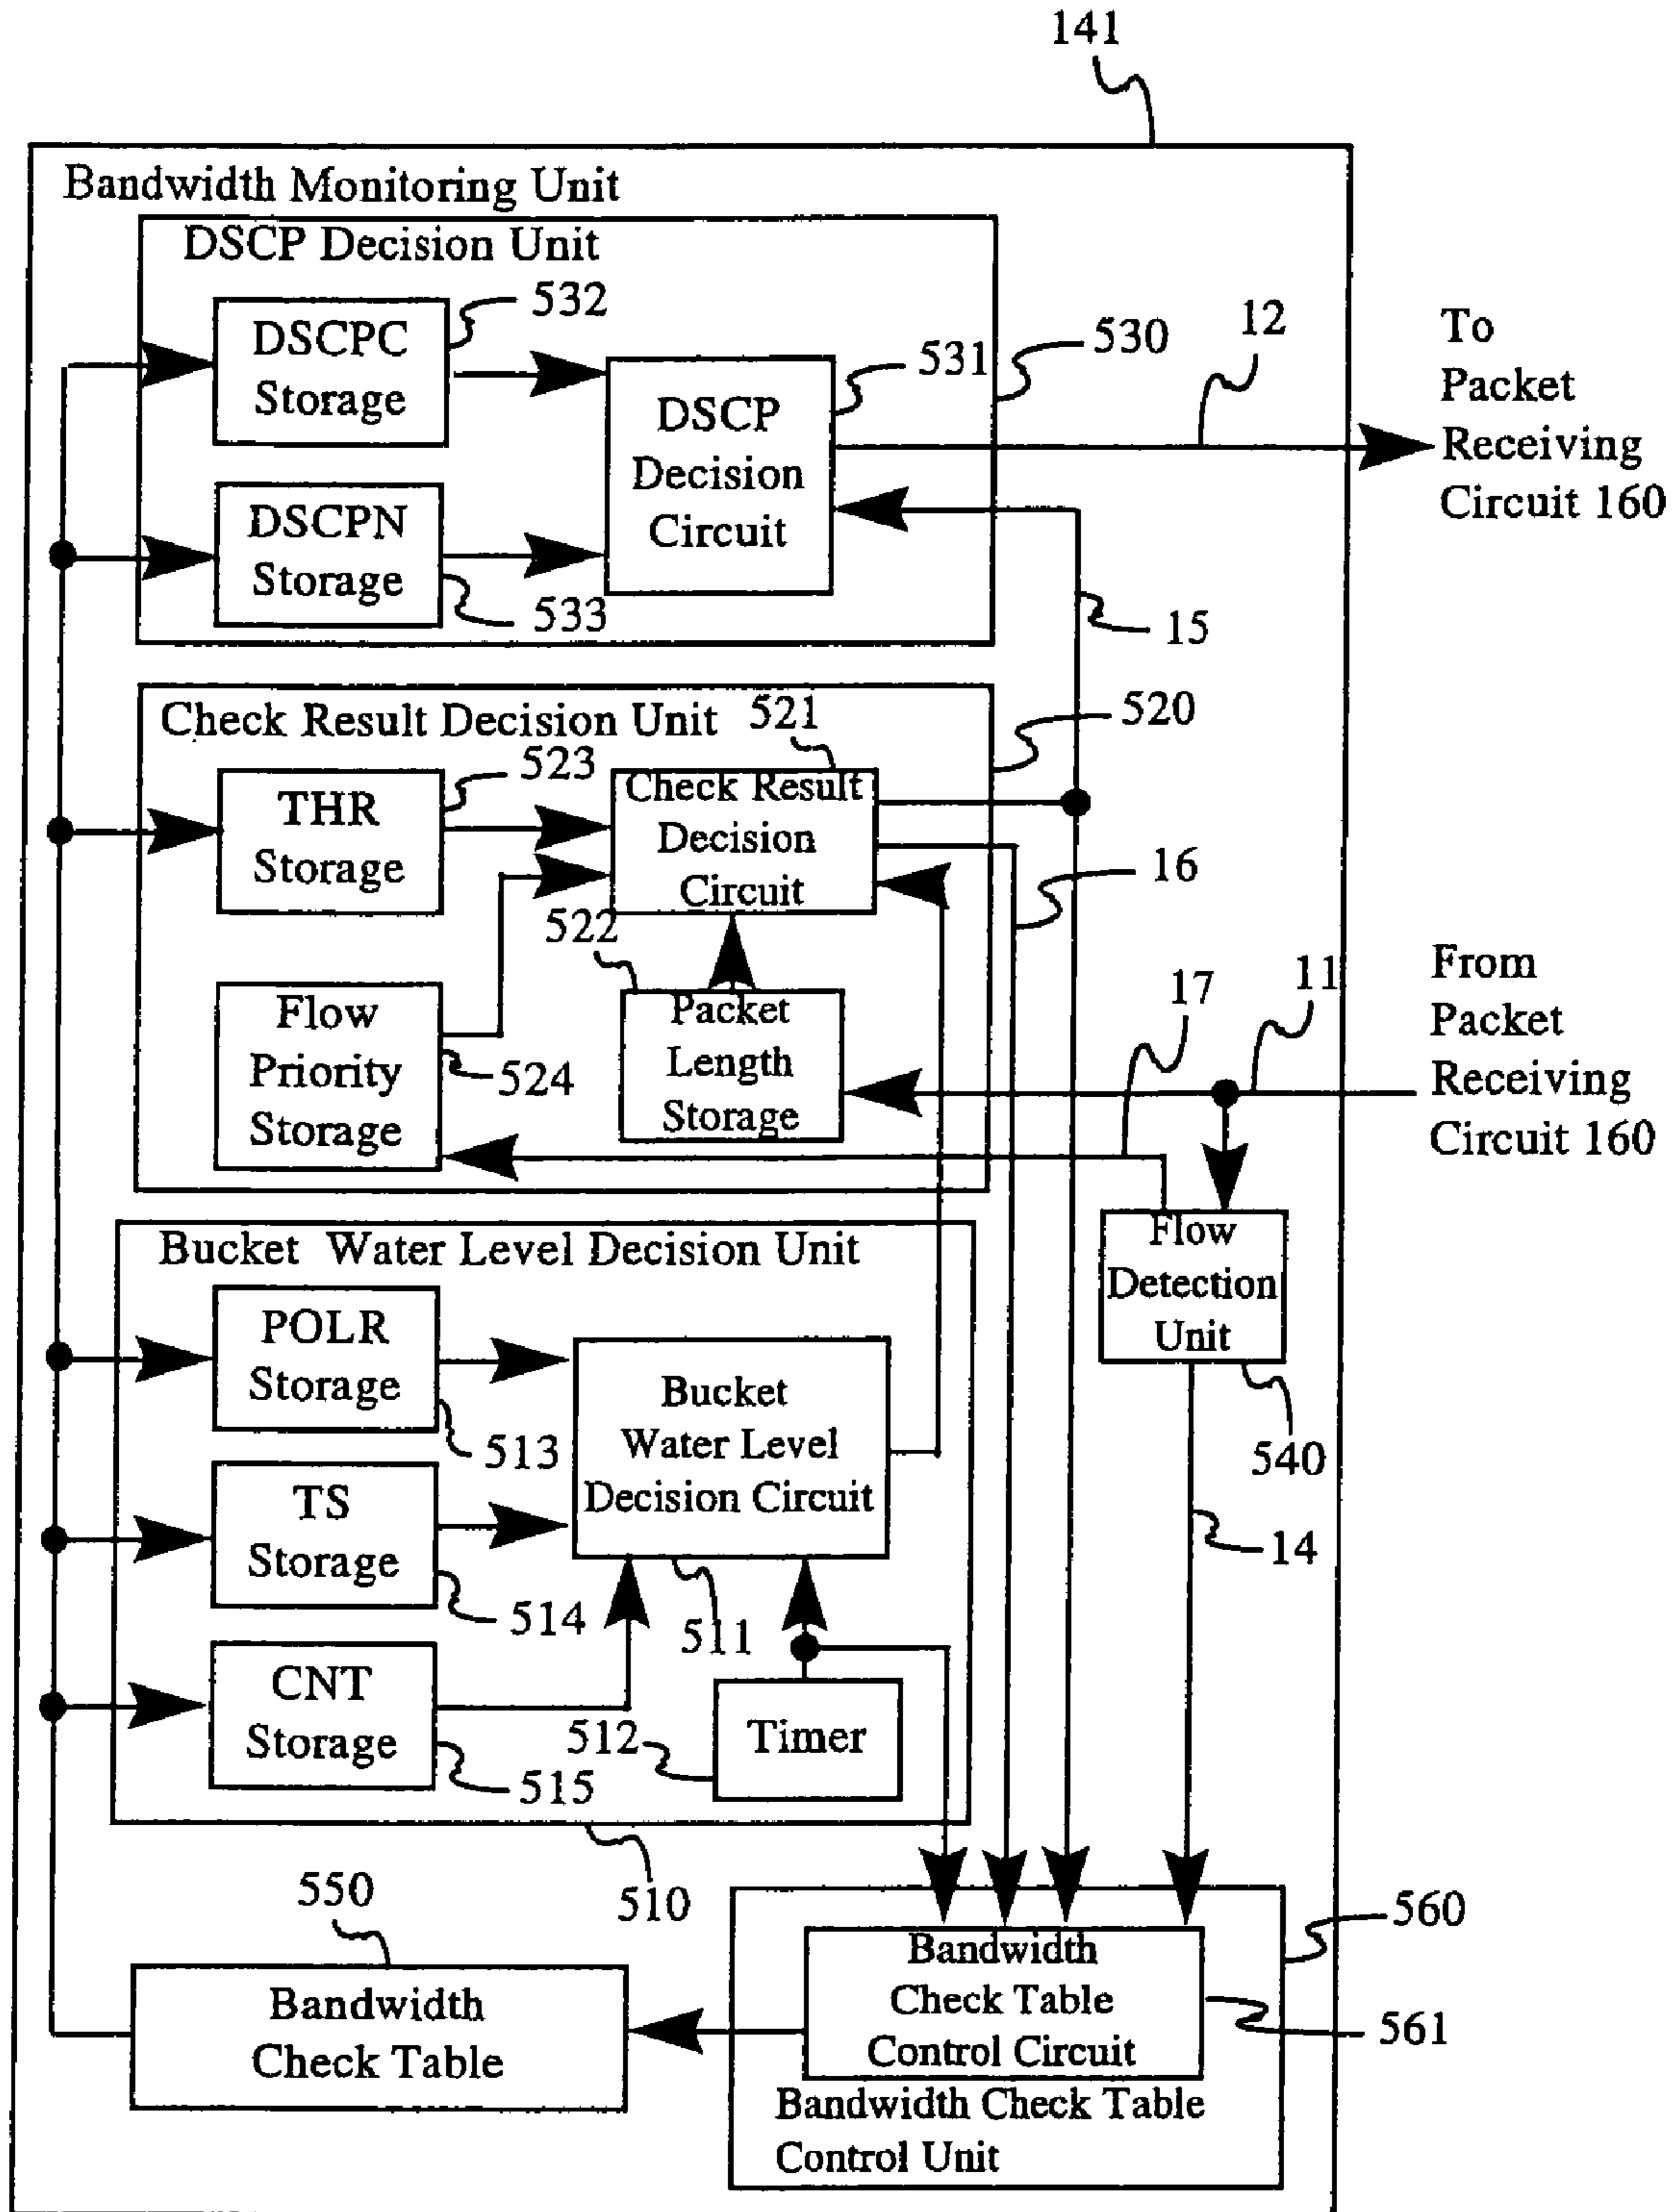 141
Bandwidth Monitoring Unit
DSCP Decision Unit
532
DSCPC
Storage
531
530
12
To
Packet
Receiving
Circuit 160
DSCP
Decision
Circuit
DSCPN
Storage
533
15
Check Result Decision Unit
521
520
523
THR
Storage
Check Result
Decision
Circuit
16
522
Flow
Priority
Storage
524
Packet
Length
Storage
17
11
From
Packet
Receiving
Circuit 160
Bucket Water Level Decision Unit
Flow
Detection
Unit
540
POLR
Storage
513
Bucket
Water Level
Decision Circuit
TS
Storage
514
511
14
CNT
Storage
515
512
Timer
550
510
560
Bandwidth
Check Table
Bandwidth
Check Table
Control Circuit
561
Bandwidth Check Table
Control Unit